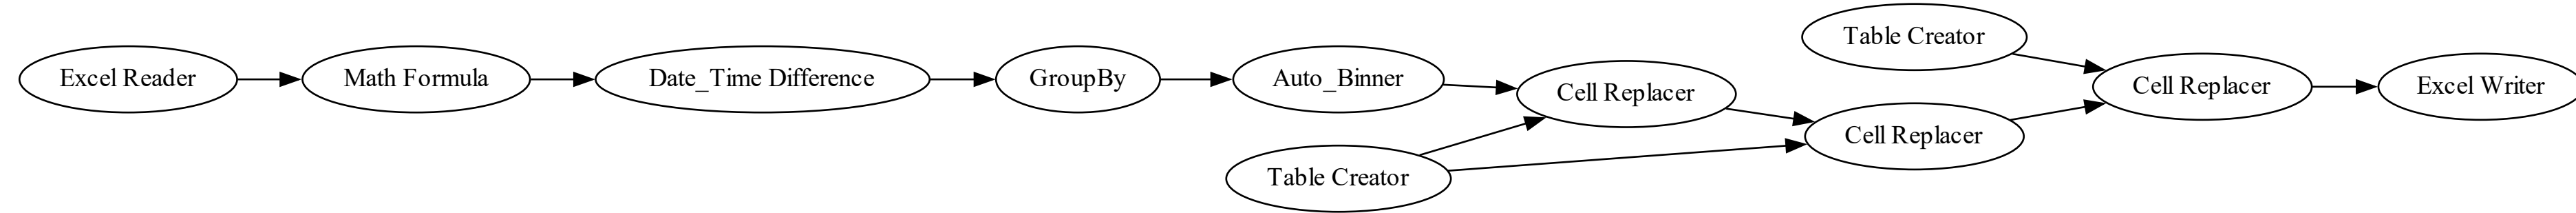 Excel Reader
Math Formula
Date_Time Difference
GroupBy
Auto_Binner
Table Creator
Cell Replacer
Table Creator
Cell Replacer
Cell Replacer
Excel Writer